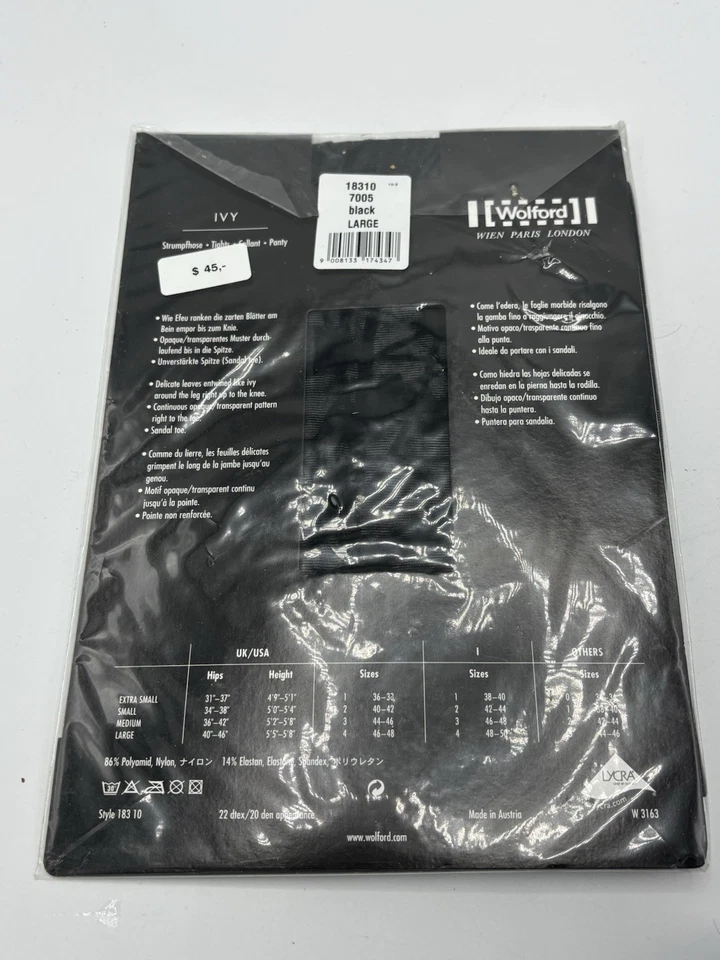 18310
7005
black
LARGE
9 008133 174347
IVY
Strumpfhose • Tights • Collant • Panty
$ 45,-
Wolford
WIEN PARIS LONDON
• Wie Efeu ranken die zarten Blätter am
Bein empor bis zum Knie.
• Opaque/transparentes Muster durch-
laufend bis in die Spitze.
• Unverstärkte Spitze (Sandal toe).
• Delicate leaves entwined like ivy
around the leg right up to the knee.
• Continuous opaque/transparent pattern
right to the toe.
• Sandal toe.
• Comme du lierre, les feuilles délicates
grimpent le long de la jambe jusqu'au
genou.
• Motif opaque/transparent continu
jusqu'à la pointe.
• Pointe non renforcée.
• Come l'edera, le foglie morbide risalgono
la gamba fino a raggiungere il ginocchio.
• Motivo opaco/trasparente continuo fino
alla punta.
• Ideale da portare con i sandali.
• Como hiedra las hojas delicadas se
enredan en la pierna hasta la rodilla.
• Dibujo opaco/transparente continuo
hasta la puntera.
• Puntera para sandalia.
UK/USA I OTHERS
Hips Height Sizes Sizes Sizes
EXTRA SMALL 31"–37" 4'9"–5'1" 1 1 38–40 0
SMALL 34"–38" 5'0"–5'4" 2 40–42 2 42–44 1
MEDIUM 36"–42" 5'2"–5'8" 3 44–46 3 46–48
LARGE 40"–46" 5'5"–5'8" 4 46–48 4
86% Polyamid, Nylon, ナイロン 14% Elastan, Elasthan, Spandex, ポリウレタン
30
LYCRA
lycra.com
Style 183 10 22 dtex/20 den appearance Made in Austria W 3163
www.wolford.com